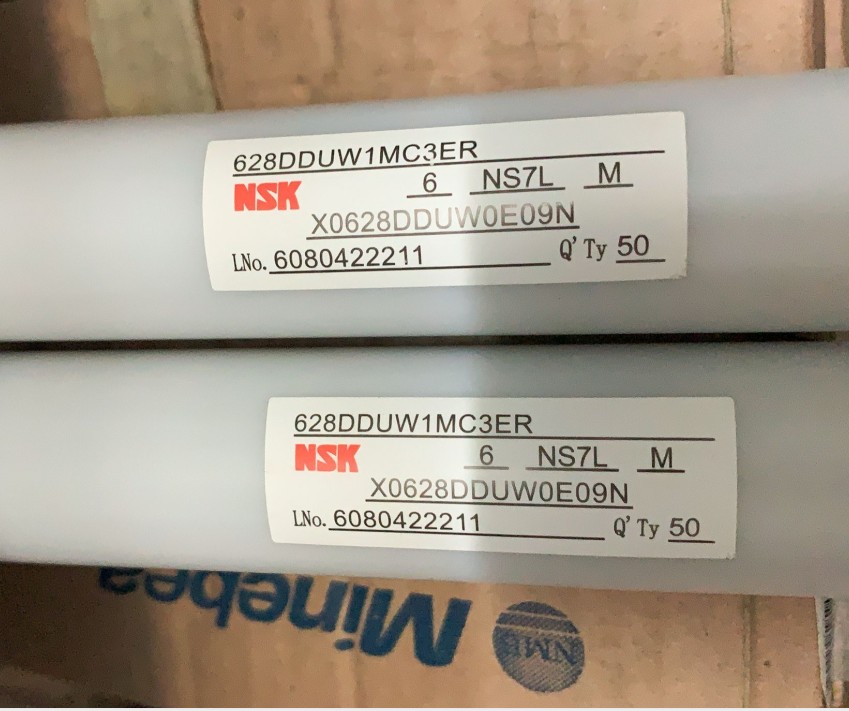 628DDUW1MC3ER
NSK 6 NS7L M
X0628DDUW0E09N
LNo. 6080422211 Q'Ty 50
628DDUW1MC3ER
NSK 6 NS7L M
X0628DDUW0E09N
LNo. 6080422211 Q'Ty 50
Minebea NMB